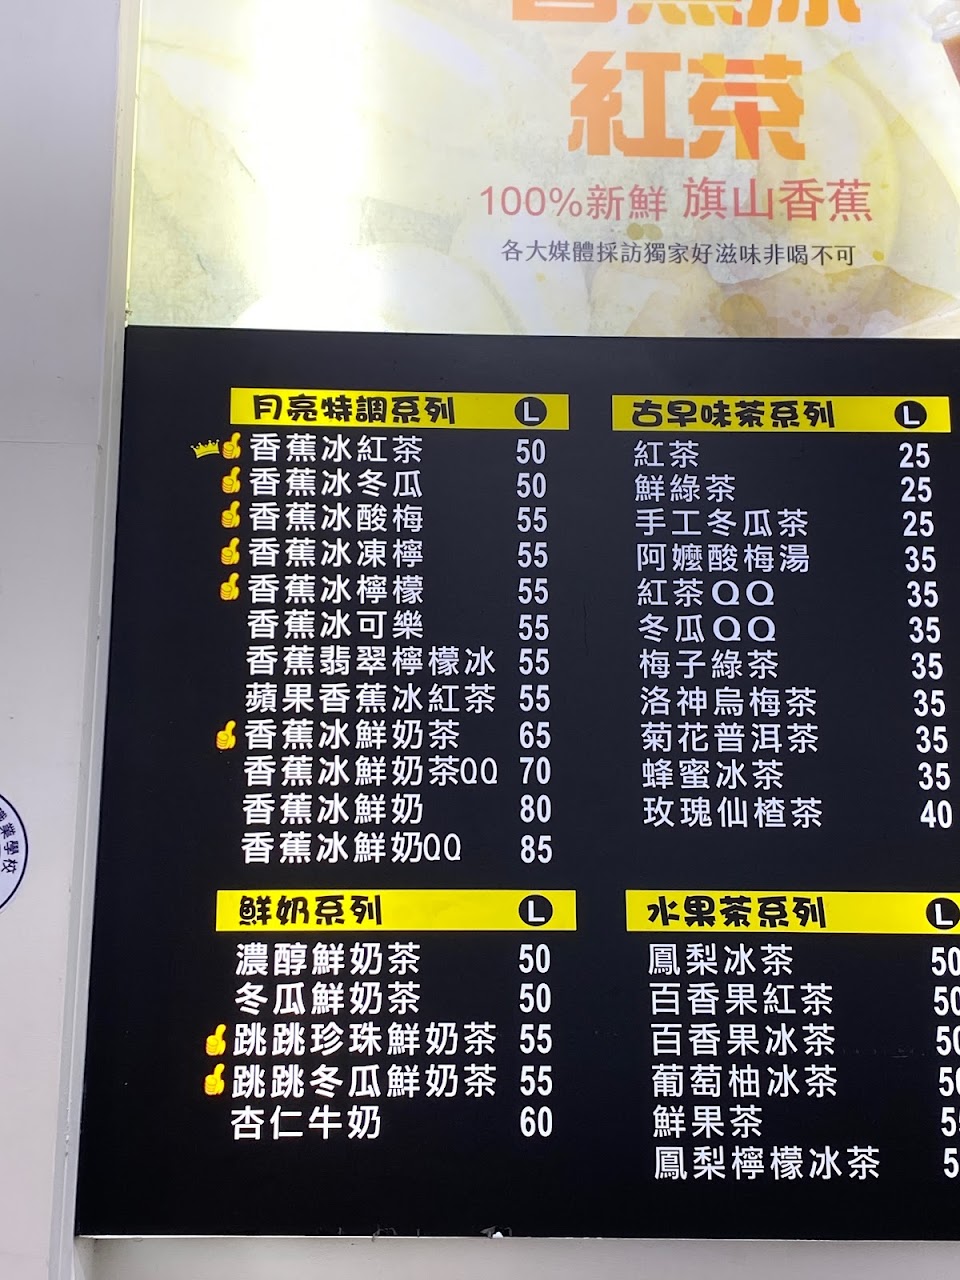 香蕉冰
紅茶
100%新鮮 旗山香蕉
各大媒體採訪獨家好滋味非喝不可
月亮特調系列 L
香蕉冰紅茶 50
香蕉冰冬瓜 50
香蕉冰酸梅 55
香蕉冰凍檸 55
香蕉冰檸檬 55
香蕉冰可樂 55
香蕉翡翠檸檬冰 55
蘋果香蕉冰紅茶 55
香蕉冰鮮奶茶 65
香蕉冰鮮奶茶QQ 70
香蕉冰鮮奶 80
香蕉冰鮮奶QQ 85
古早味茶系列 L
紅茶 25
鮮綠茶 25
手工冬瓜茶 25
阿嬤酸梅湯 35
紅茶QQ 35
冬瓜QQ 35
梅子綠茶 35
洛神烏梅茶 35
菊花普洱茶 35
蜂蜜冰茶 35
玫瑰仙楂茶 40
鮮奶系列 L
濃醇鮮奶茶 50
冬瓜鮮奶茶 50
跳跳珍珠鮮奶茶 55
跳跳冬瓜鮮奶茶 55
杏仁牛奶 60
水果茶系列 L
鳳梨冰茶 50
百香果紅茶 50
百香果冰茶 50
葡萄柚冰茶 50
鮮果茶 5
鳳梨檸檬冰茶 5
業學校